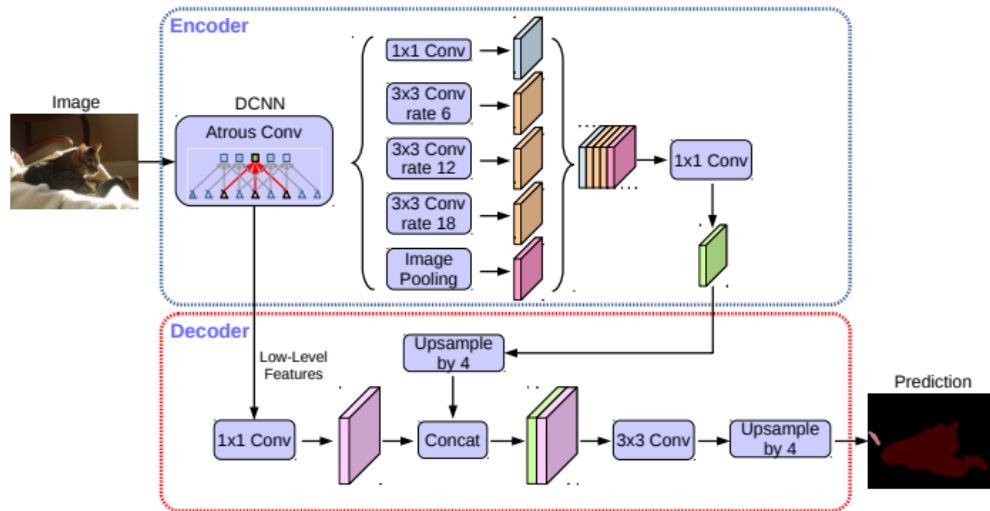 Encoder
Image
DCNN
Atrous Conv
1x1 Conv
3x3 Conv
rate 6
3x3 Conv
rate 12
3x3 Conv
rate 18
Image
Pooling
1x1 Conv
Decoder
Low-Level
Features
Upsample
by 4
1x1 Conv
Concat
3x3 Conv
Upsample
by 4
Prediction